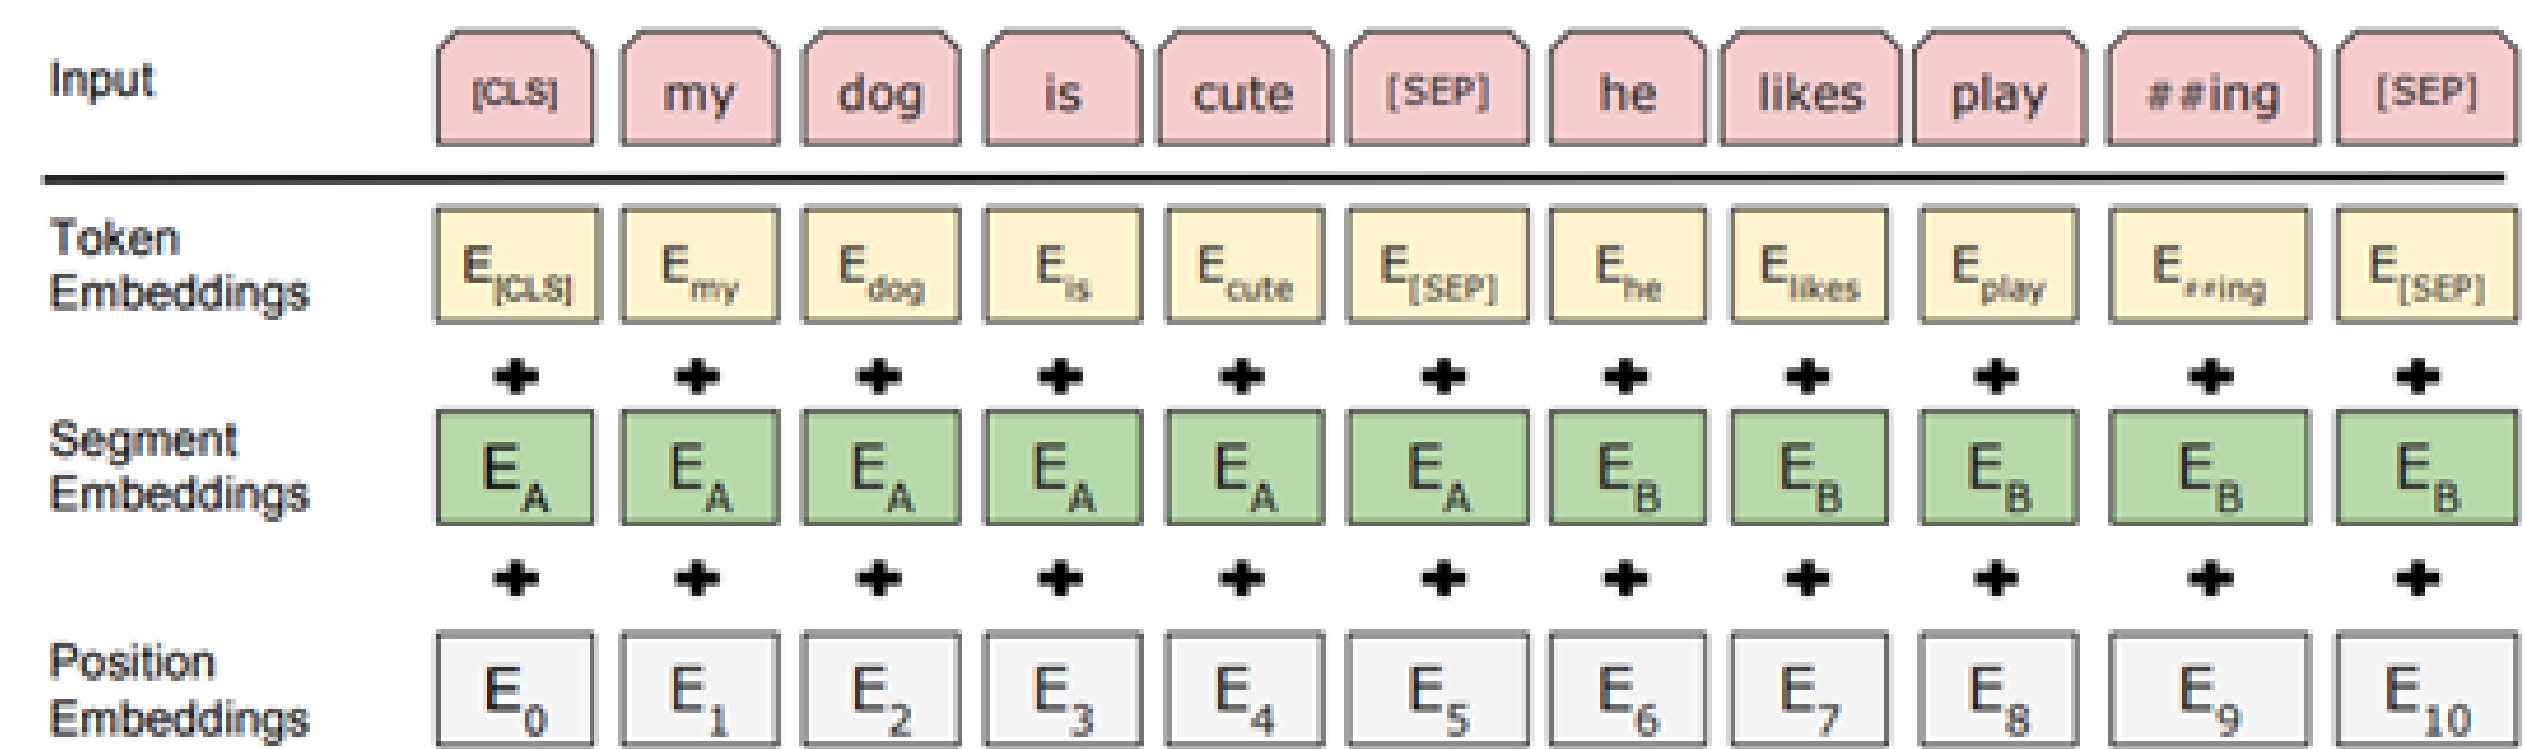 Input [CLS] my dog is cute [SEP] he likes play ##ing [SEP]
Token Embeddings E[CLS] Emy Edog Eis Ecute E[SEP] Ehe Elikes Eplay E##ing E[SEP]
+ + + + + + + + + + +
Segment Embeddings EA EA EA EA EA EA EB EB EB EB EB
+ + + + + + + + + + +
Position Embeddings E0 E1 E2 E3 E4 E5 E6 E7 E8 E9 E10